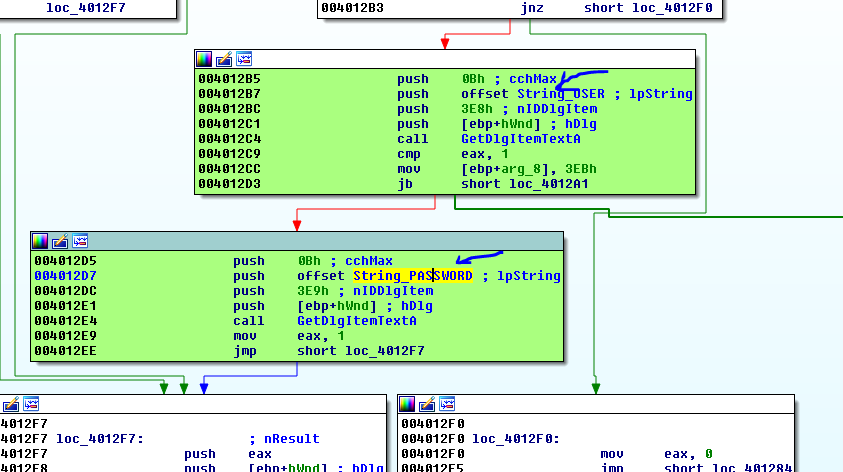 loc_4012F7
004012B3 jnz short loc_4012F0
004012B5 push 0Bh ; cchMax
004012B7 push offset String_USER ; lpString
004012BC push 3E8h ; nIDDlgItem
004012C1 push [ebp+hWnd] ; hDlg
004012C4 call GetDlgItemTextA
004012C9 cmp eax, 1
004012CC mov [ebp+arg_8], 3EBh
004012D3 jb short loc_4012A1
004012D5 push 0Bh ; cchMax
004012D7 push offset String_PASSWORD ; lpString
004012DC push 3E9h ; nIDDlgItem
004012E1 push [ebp+hWnd] ; hDlg
004012E4 call GetDlgItemTextA
004012E9 mov eax, 1
004012EE jmp short loc_4012F7
4012F7
4012F7 loc_4012F7: ; nResult
4012F7 push eax
4012F8 push [ebp+hWnd] ; hDlg
004012F0
004012F0 loc_4012F0:
004012F0 mov eax, 0
004012F5 jmp short loc_401284